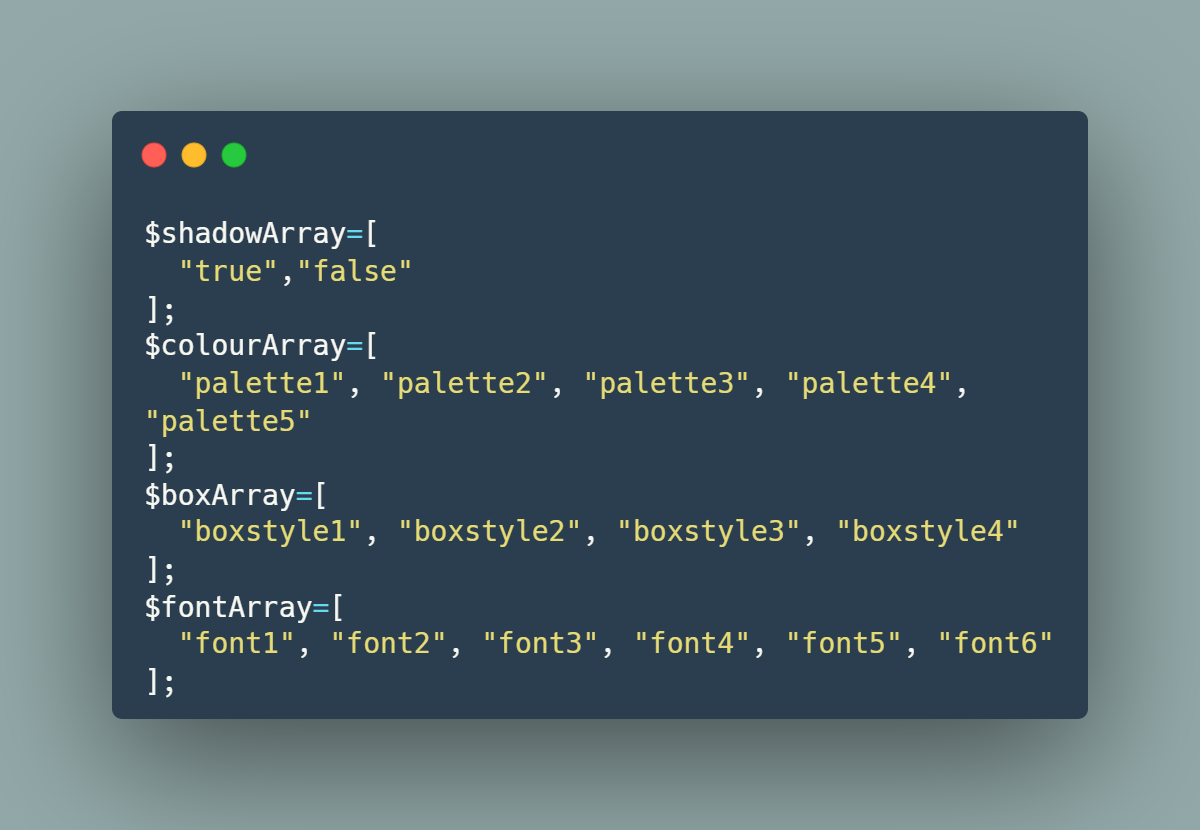 $shadowArray=[
  "true","false"
];
$colourArray=[
  "palette1", "palette2", "palette3", "palette4",
"palette5"
];
$boxArray=[
  "boxstyle1", "boxstyle2", "boxstyle3", "boxstyle4"
];
$fontArray=[
  "font1", "font2", "font3", "font4", "font5", "font6"
];